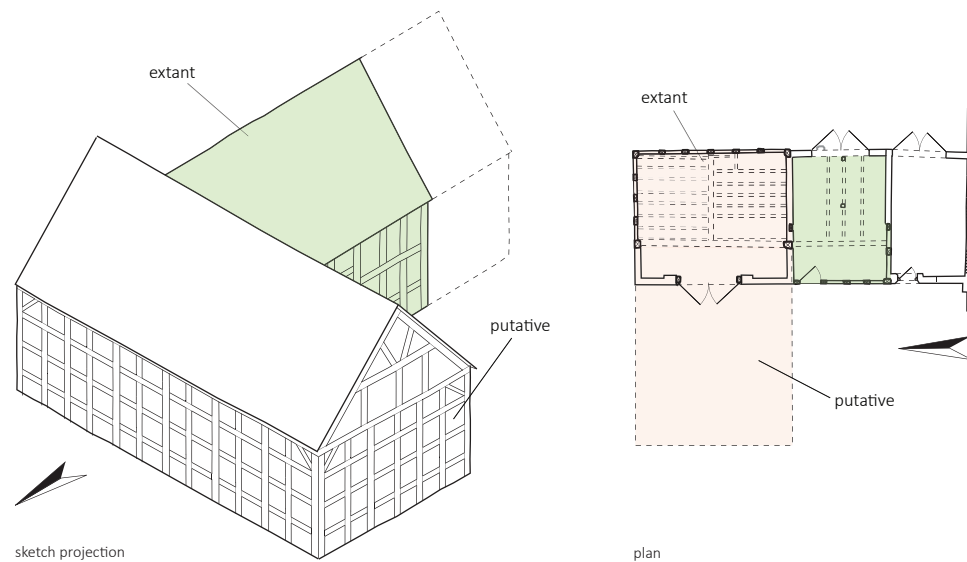 extant
putative
sketch projection
extant
putative
plan